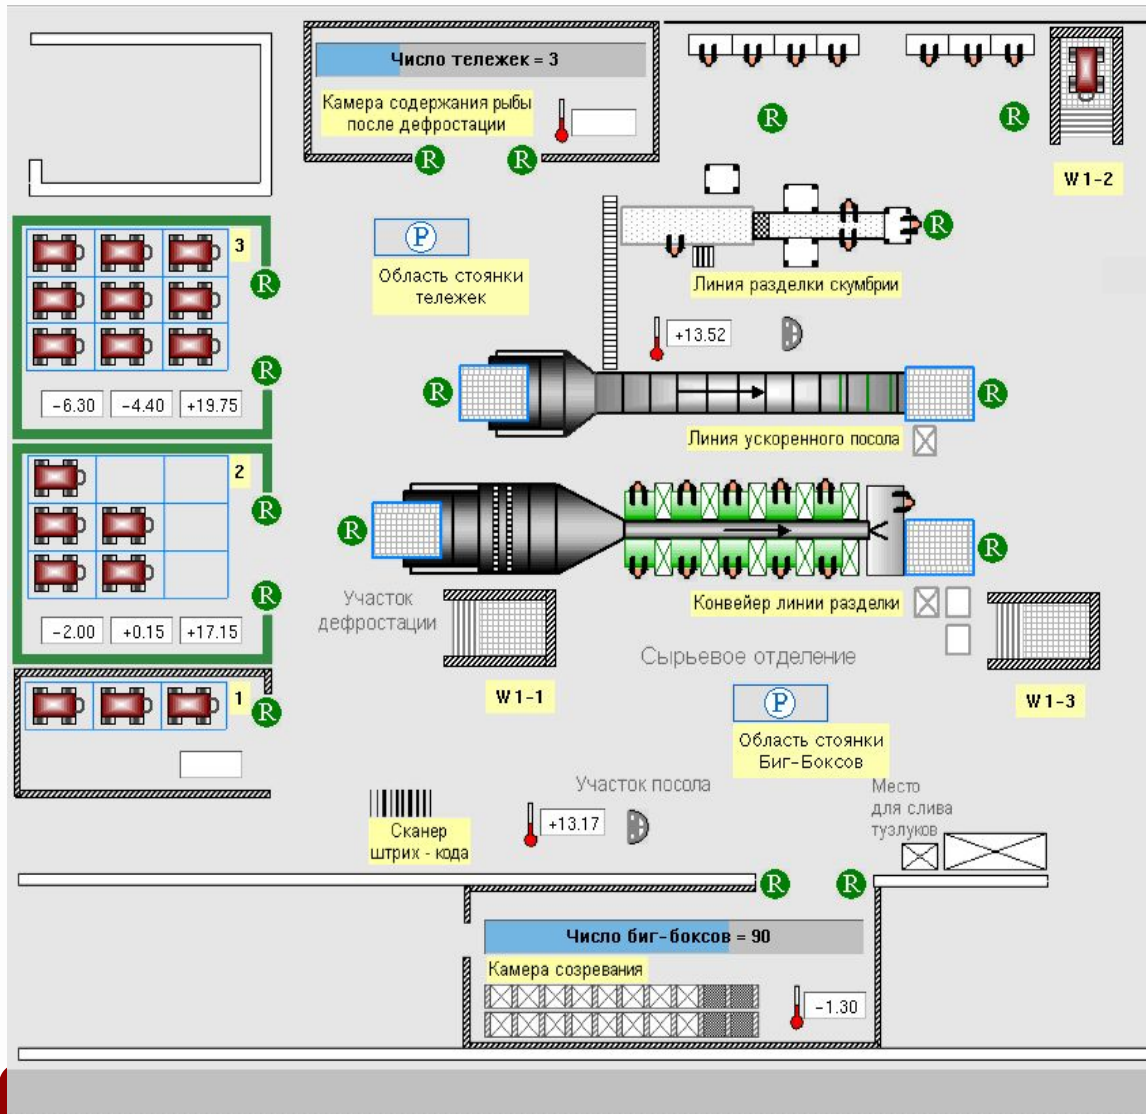 Число тележек = 3
Камера содержания рыбы
после дефростации
R
R
R
R
W1-2
3
R
P
Область стоянки
тележек
R
Линия разделки скумбрии
+13.52
R
-6.30
-4.40
+19.75
R
R
Линия ускоренного посола
2
R
R
R
Участок
дефростации
Конвейер линии разделки
R
-2.00
+0.15
+17.15
Сырьевое отделение
1
R
W1-1
P
W1-3
Область стоянки
Биг-Боксов
Участок посола
Место
для слива
тузлуков
+13.17
Сканер
штрих - кода
R
R
Число биг-боксов = 90
Камера созревания
-1.30